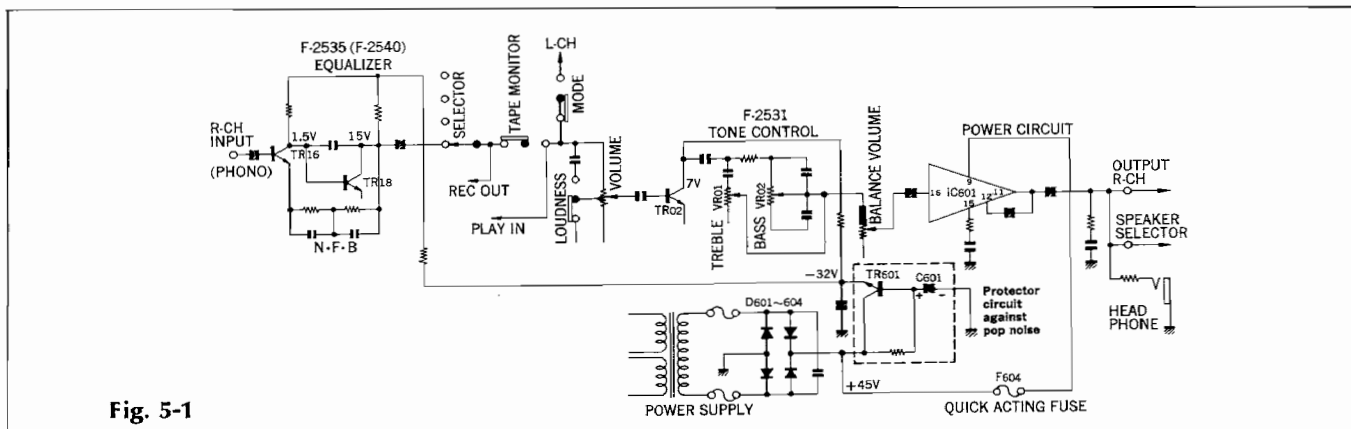 F-2535 (F-2540)
EQUALIZER
R-CH
INPUT
(PHONO)
1.5V
15V
TR16
TR18
N·F·B
SELECTOR
REC OUT
TAPE MONITOR
L-CH
MODE
PLAY IN
LOUDNESS
VOLUME
7V
TR02
F-2531
TONE CONTROL
TREBLE VR01
BASS VR02
BALANCE VOLUME
POWER CIRCUIT
9
16
iC601
11
12
15
OUTPUT
R-CH
SPEAKER
SELECTOR
HEAD
PHONE
−32V
TR601
C601
+
-
Protector
circuit
against
pop noise
D601~604
POWER SUPPLY
+45V
F604
QUICK ACTING FUSE
Fig. 5-1